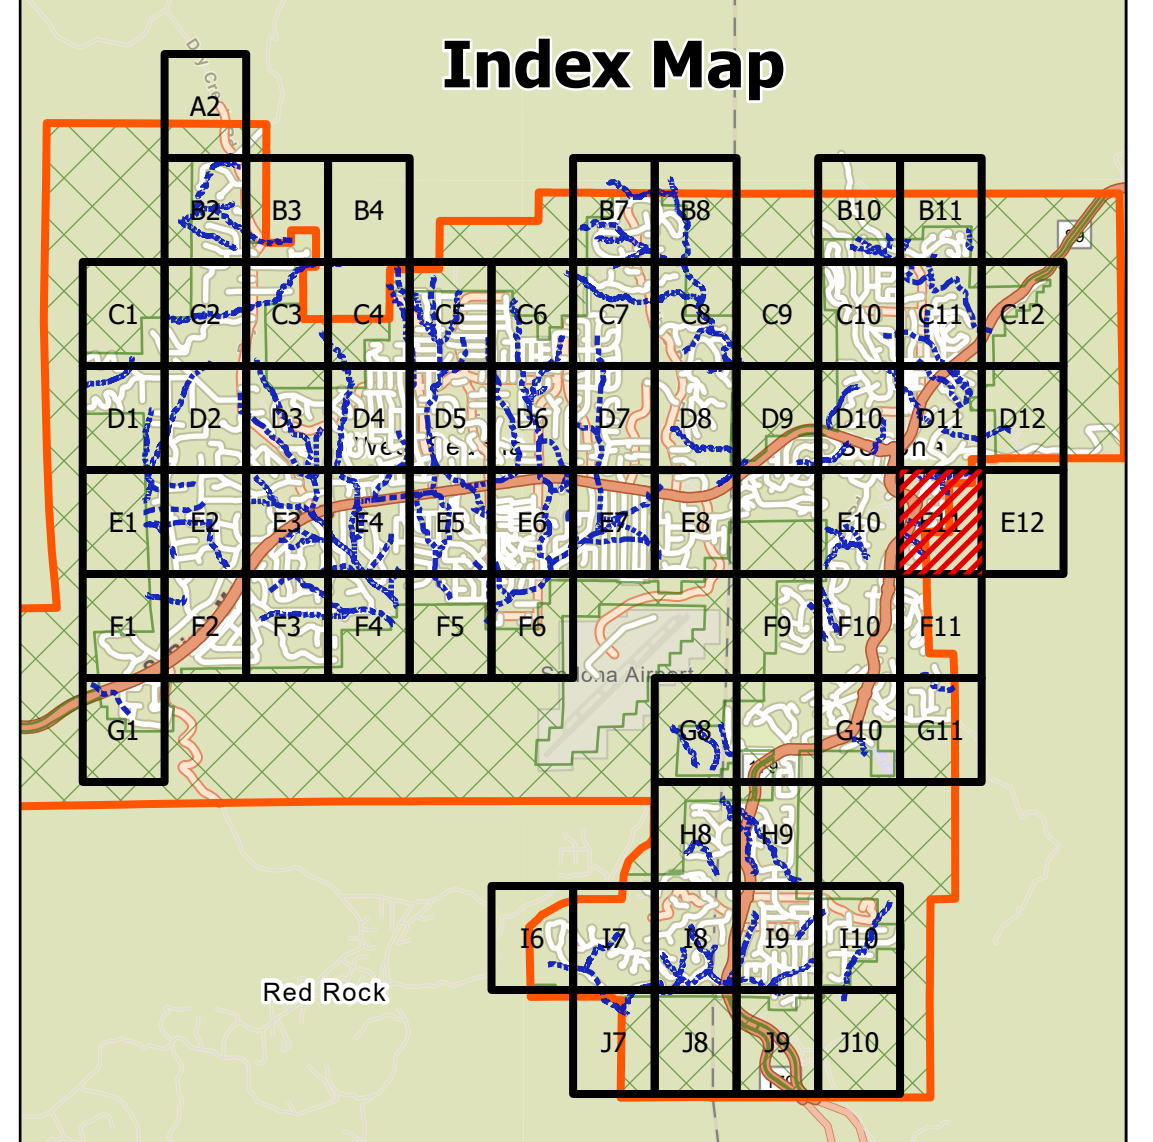 Index Map
A2
B2 B3 B4 B7 B8 B10 B11
C1 C2 C3 C4 C5 C6 C7 C8 C9 C10 C11 C12
D1 D2 D3 D4 D5 D6 D7 D8 D9 D10 D11 D12
E1 E2 E3 E4 E5 E6 E7 E8 E10 E11 E12
F1 F2 F3 F4 F5 F6 F9 F10 F11
Airport
G1 G8 G10 G11
H8 H9
I6 I7 I8 I9 I10
Red Rock
J7 J8 J9 J10